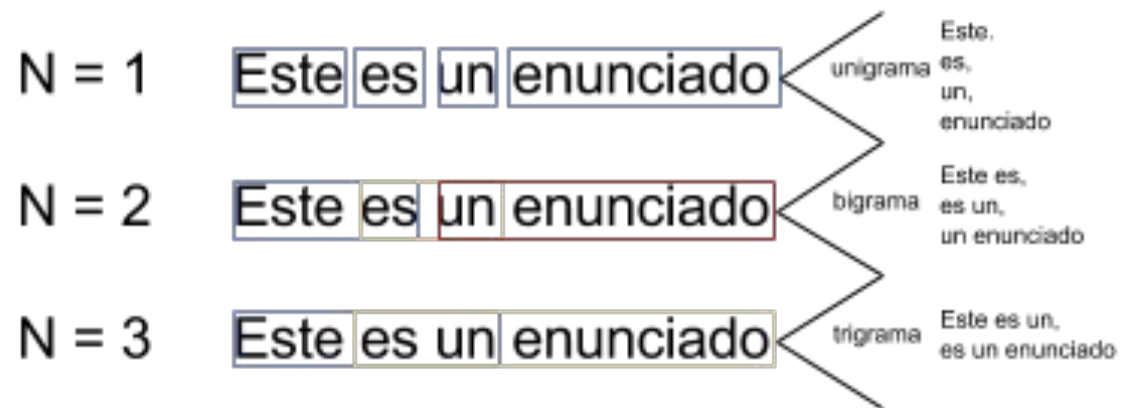 N = 1
Este es un enunciado
unigrama
Este.
es,
un,
enunciado
N = 2
Este es un enunciado
bigrama
Este es,
es un,
un enunciado
N = 3
Este es un enunciado
trigrama
Este es un,
es un enunciado